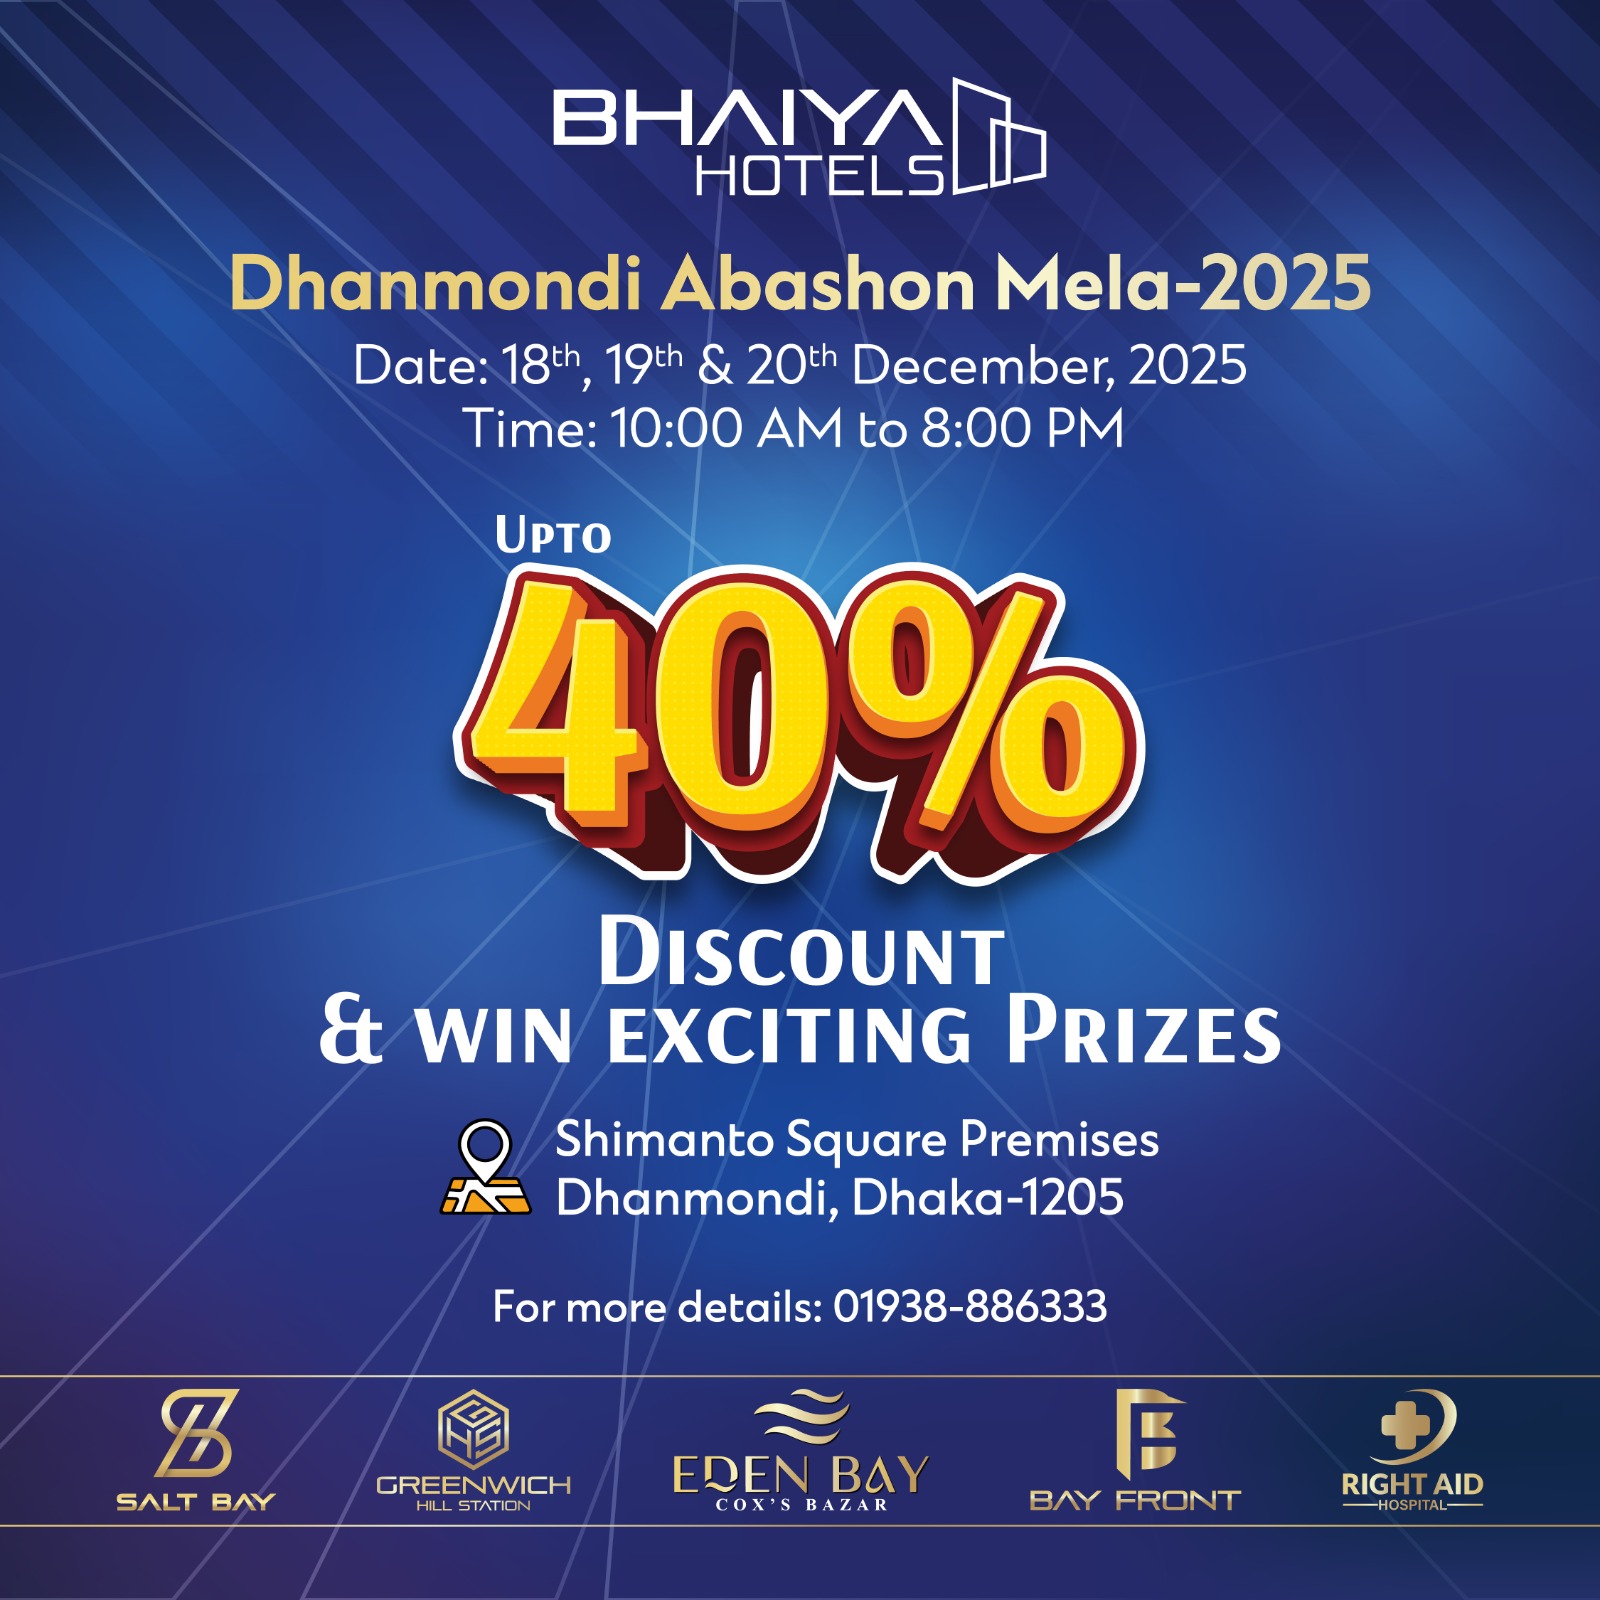 BHAIYA
HOTELS
Dhanmondi Abashon Mela-2025
Date: 18th, 19th & 20th December, 2025
Time: 10:00 AM to 8:00 PM
Upto
40%
Discount
& win exciting Prizes
Shimanto Square Premises
Dhanmondi, Dhaka-1205
For more details: 01938-886333
SALT BAY
GHS
GREENWICH
HILL STATION
EDEN BAY
COX'S BAZAR
BAY FRONT
RIGHT AID
HOSPITAL